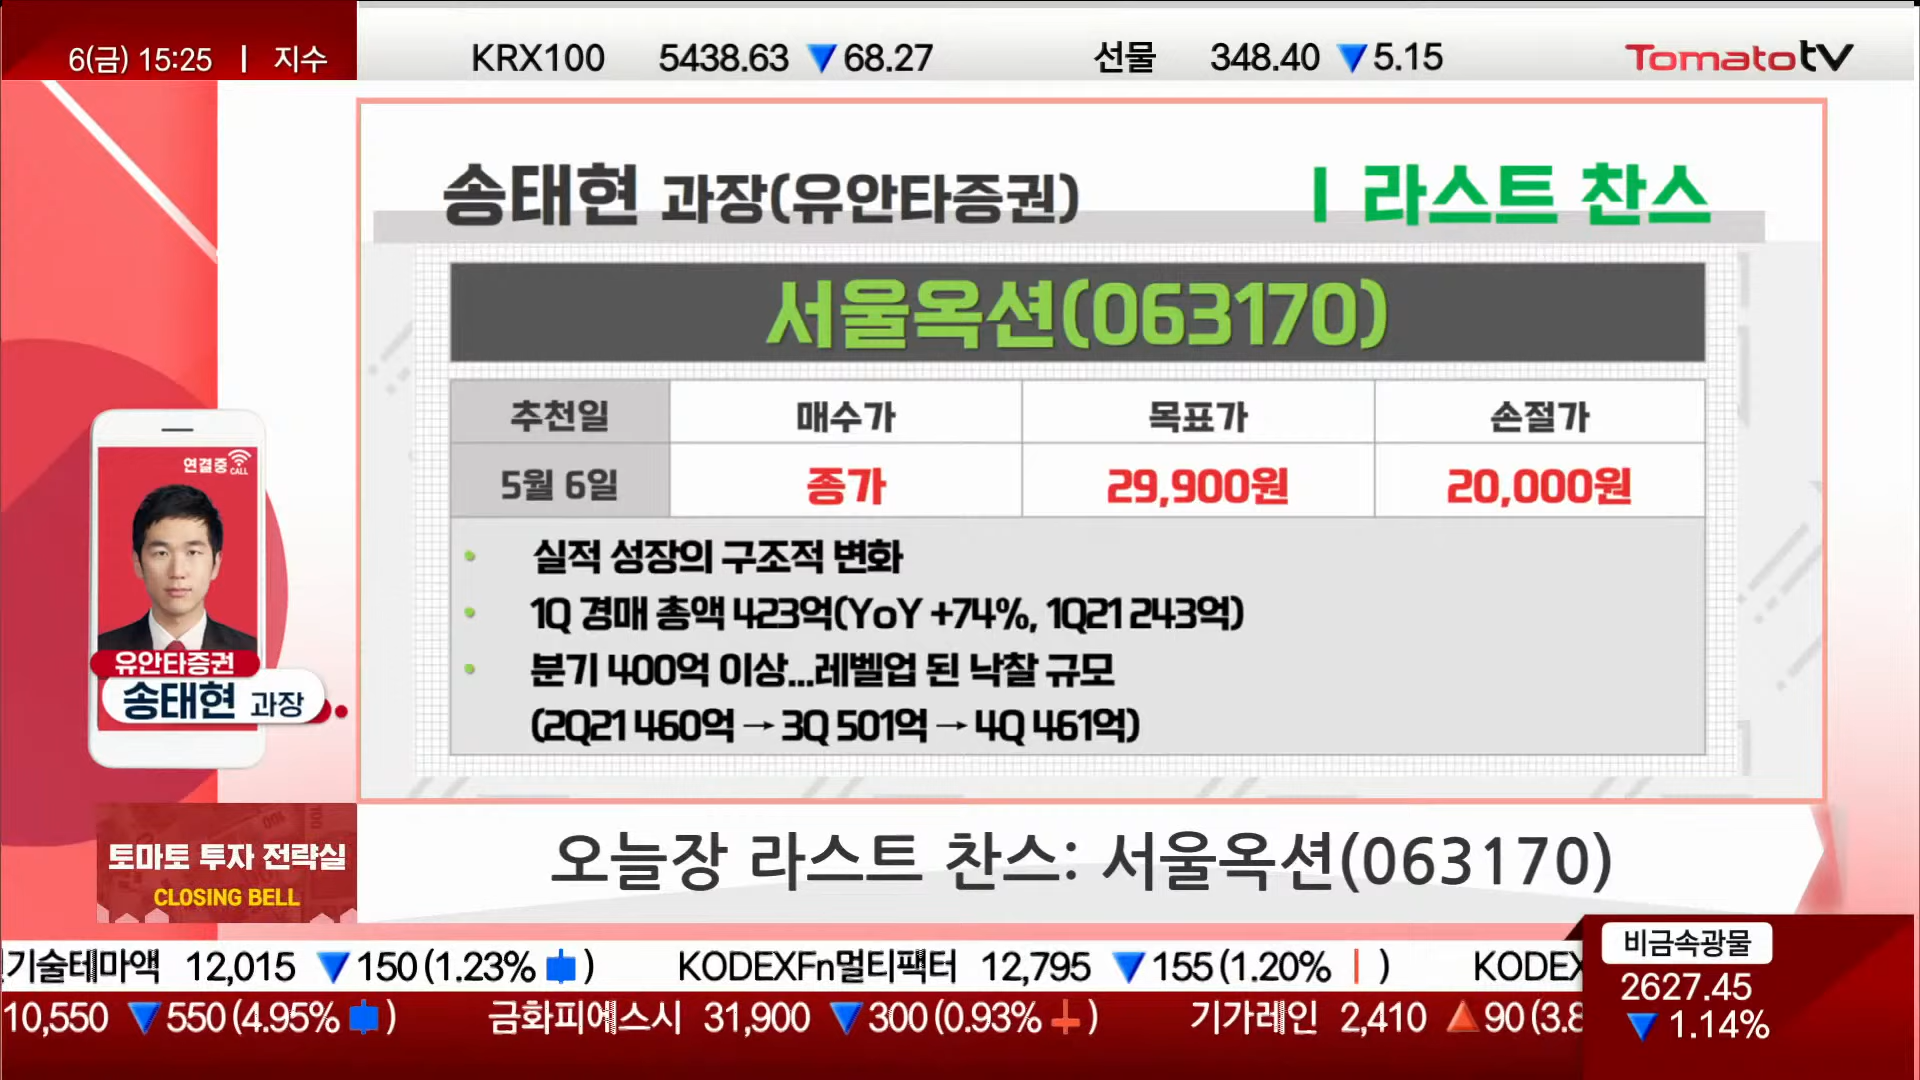 6(금) 15:25 | 지수
KRX100 5438.63 ▼68.27 선물 348.40 ▼5.15
Tomatotv
송태현 과장(유안타증권)
| 라스트 찬스
서울옥션(063170)
추천일 매수가 목표가 손절가
5월 6일 종가 29,900원 20,000원
• 실적 성장의 구조적 변화
• 1Q 경매 총액 423억(YoY +74%, 1Q21 243억)
• 분기 400억 이상...레벨업 된 낙찰 규모
(2Q21 460억 → 3Q 501억 → 4Q 461억)
연결중
CALL
유안타증권
송태현 과장
토마토 투자 전략실
CLOSING BELL
오늘장 라스트 찬스: 서울옥션(063170)
기술테마액 12,015 ▼150(1.23%) KODEXFn멀티팩터 12,795 ▼155(1.20%) KODEX
10,550 ▼550(4.95%) 금화피에스시 31,900 ▼300(0.93%) 기가레인 2,410 ▲90(3.8
비금속광물
2627.45
▼1.14%